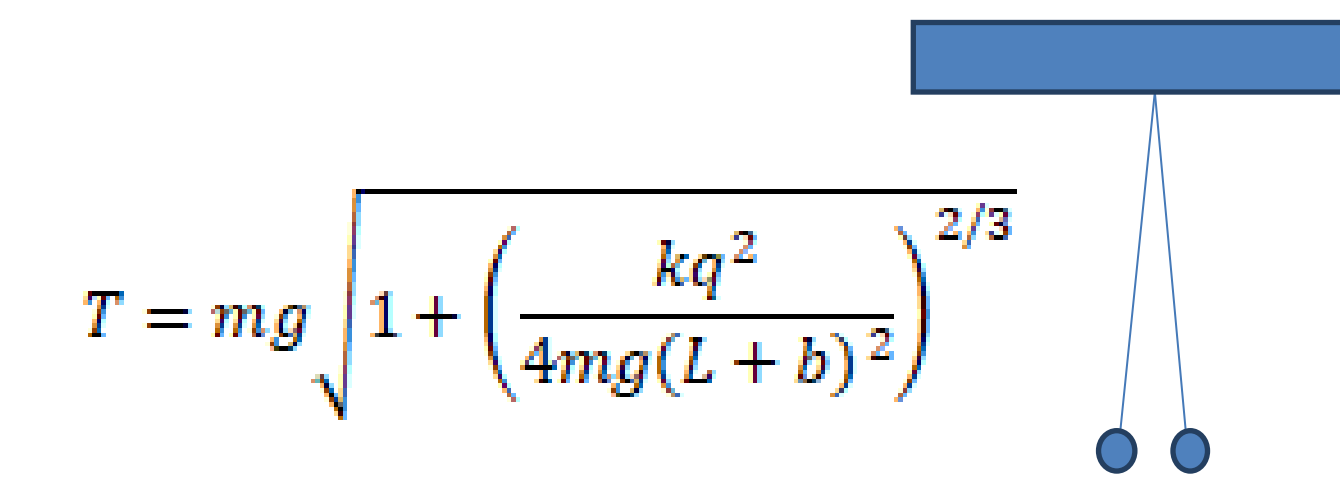 T = mg√(1 + (kq²/4mg(L + b)²)^2/3)